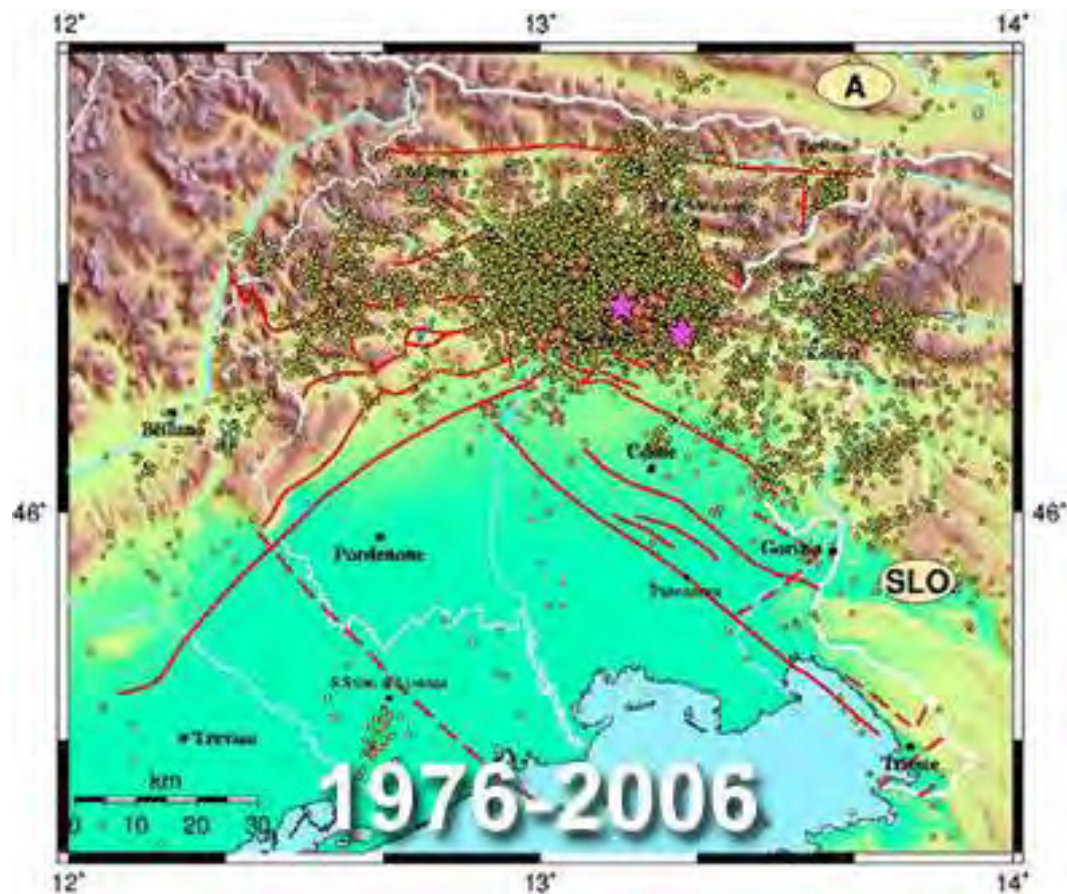 12° 13° 14°
A
Belluno
Udine
46° 46°
Pordenone
Gorizia
SLO.
Treviso
Trieste
km
0 10 20 30
1976-2006
12° 13° 14°